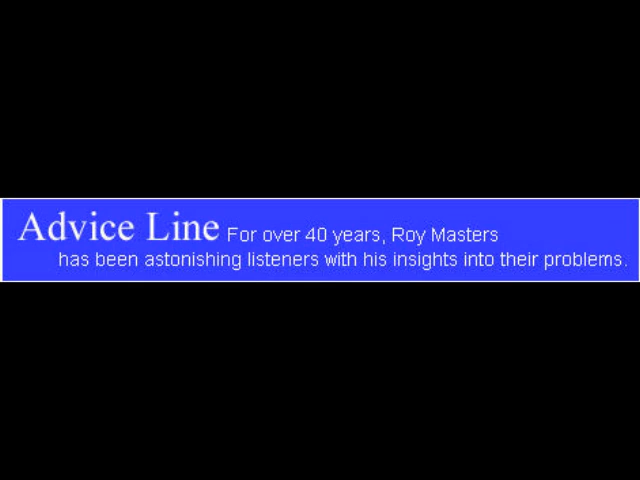 Advice Line For over 40 years, Roy Masters
has been astonishing listeners with his insights into their problems.